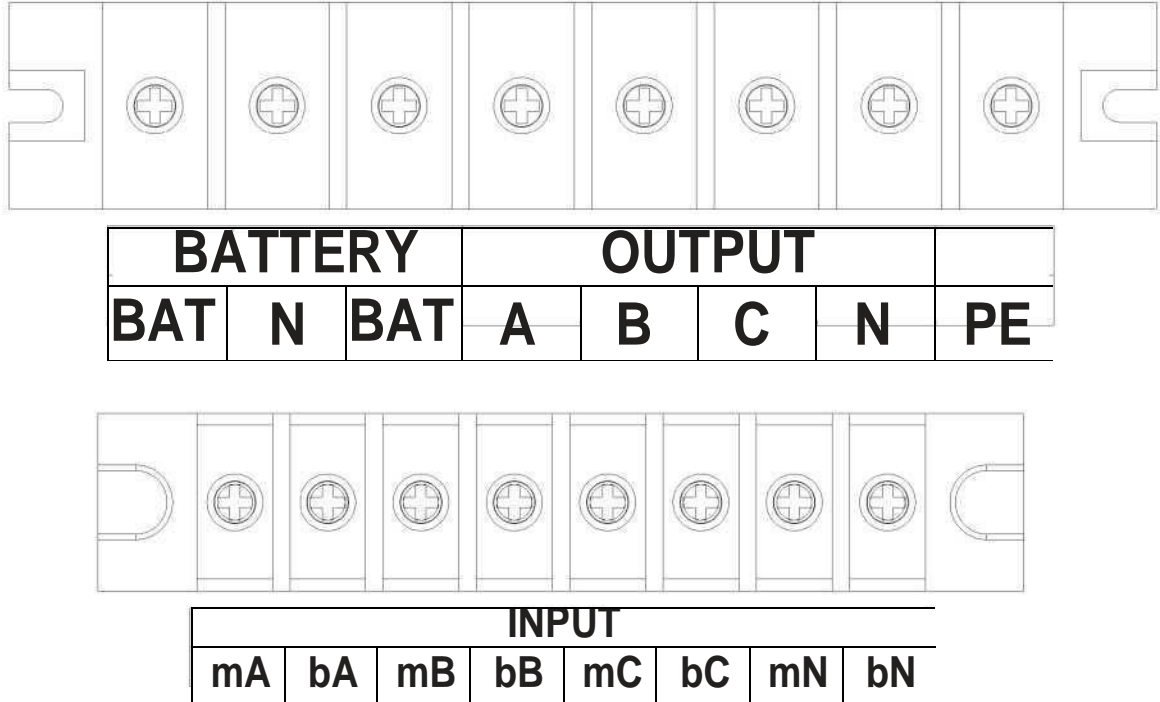 BATTERY OUTPUT
BAT N BAT A B C N PE
INPUT
mA bA mB bB mC bC mN bN